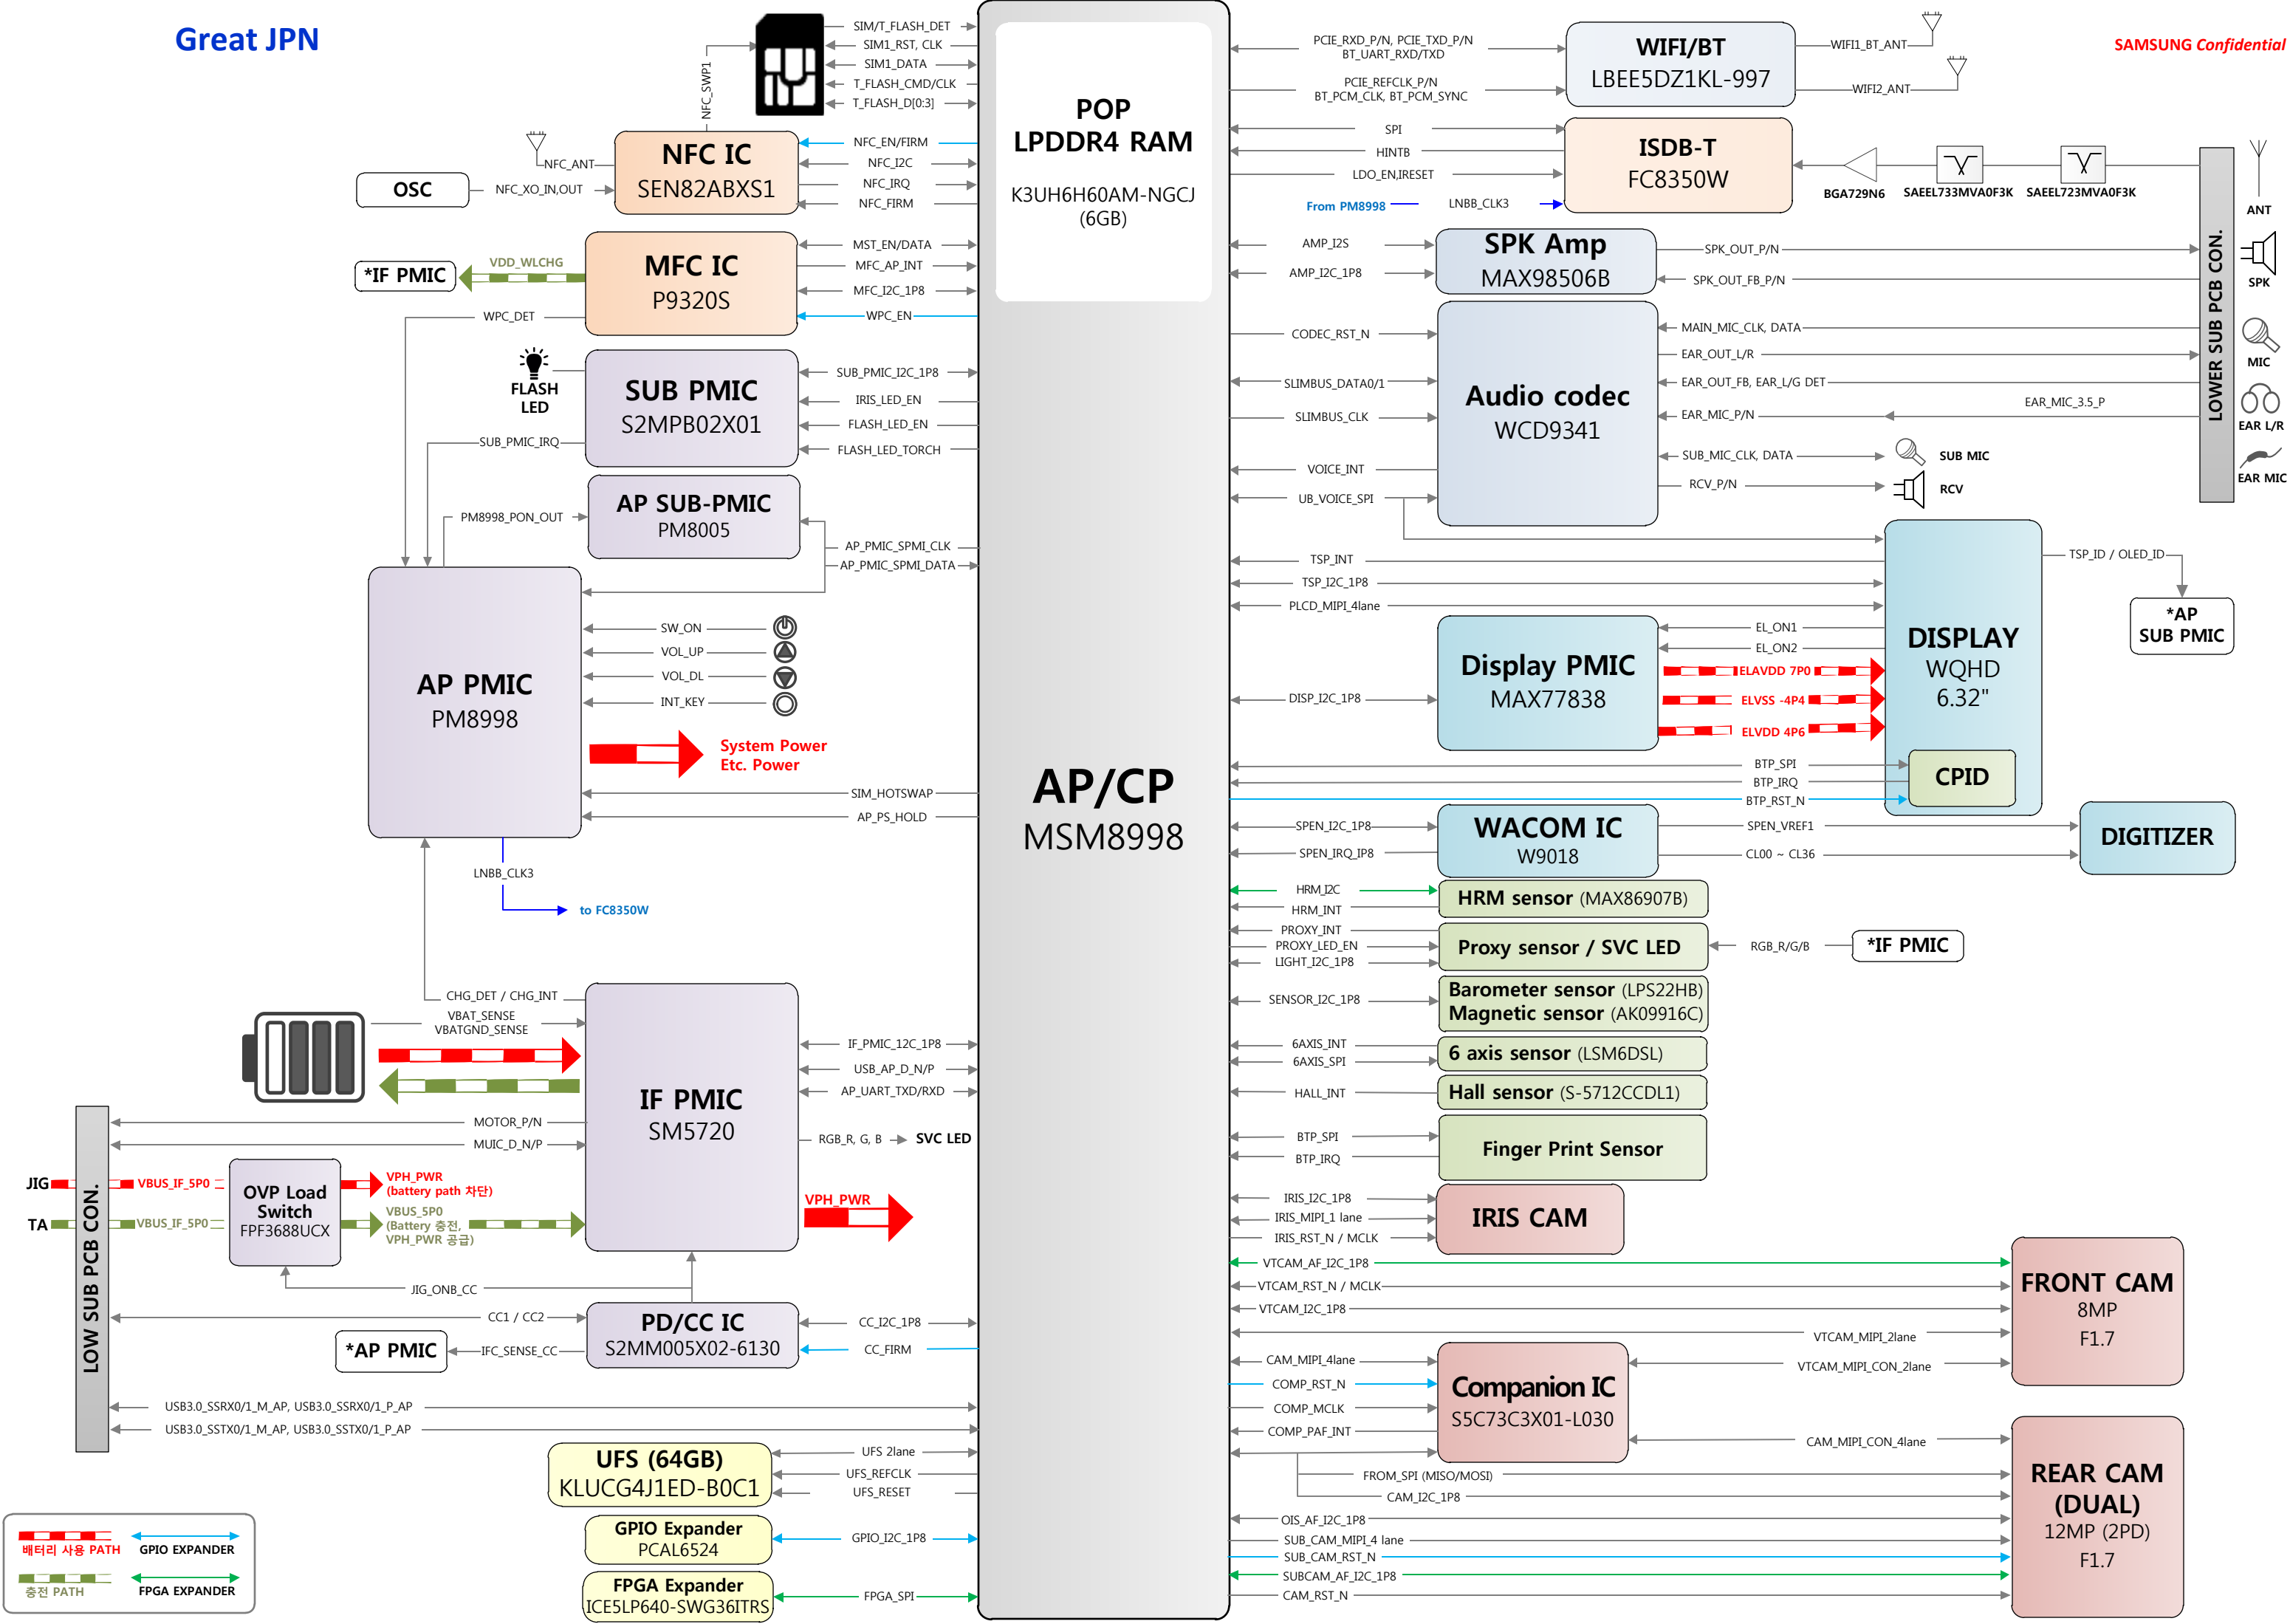 Great JPN
SAMSUNG Confidential
SIM/T_FLASH_DET
SIM1_RST, CLK
SIM1_DATA
T_FLASH_CMD/CLK
T_FLASH_D[0:3]
NFC_SWP1
NFC IC
SEN82ABXS1
NFC_ANT
OSC
NFC_XO_IN,OUT
NFC_EN/FIRM
NFC_I2C
NFC_IRQ
NFC_FIRM
MFC IC
P9320S
*IF PMIC
VDD_WLCHG
WPC_DET
MST_EN/DATA
MFC_AP_INT
MFC_I2C_1P8
WPC_EN
FLASH
LED
SUB PMIC
S2MPB02X01
SUB_PMIC_IRQ
SUB_PMIC_I2C_1P8
IRIS_LED_EN
FLASH_LED_EN
FLASH_LED_TORCH
AP SUB-PMIC
PM8005
PM8998_PON_OUT
AP_PMIC_SPMI_CLK
AP_PMIC_SPMI_DATA
AP PMIC
PM8998
SW_ON
VOL_UP
VOL_DL
INT_KEY
System Power
Etc. Power
SIM_HOTSWAP
AP_PS_HOLD
LNBB_CLK3
to FC8350W
CHG_DET / CHG_INT
VBAT_SENSE
VBATGND_SENSE
IF PMIC
SM5720
IF_PMIC_12C_1P8
USB_AP_D_N/P
AP_UART_TXD/RXD
RGB_R, G, B
SVC LED
VPH_PWR
MOTOR_P/N
MUIC_D_N/P
LOW SUB PCB CON.
JIG
VBUS_IF_5P0
TA
VBUS_IF_5P0
OVP Load
Switch
FPF3688UCX
VPH_PWR
(battery path 차단)
VBUS_5P0
(Battery 충전,
VPH_PWR 공급)
JIG_ONB_CC
CC1 / CC2
PD/CC IC
S2MM005X02-6130
*AP PMIC
IFC_SENSE_CC
CC_I2C_1P8
CC_FIRM
USB3.0_SSRX0/1_M_AP, USB3.0_SSRX0/1_P_AP
USB3.0_SSTX0/1_M_AP, USB3.0_SSTX0/1_P_AP
UFS (64GB)
KLUCG4J1ED-B0C1
UFS 2lane
UFS_REFCLK
UFS_RESET
GPIO Expander
PCAL6524
GPIO_I2C_1P8
FPGA Expander
ICE5LP640-SWG36ITRS
FPGA_SPI
배터리 사용 PATH
GPIO EXPANDER
충전 PATH
FPGA EXPANDER
POP
LPDDR4 RAM
K3UH6H60AM-NGCJ
(6GB)
AP/CP
MSM8998
PCIE_RXD_P/N, PCIE_TXD_P/N
BT_UART_RXD/TXD
PCIE_REFCLK_P/N
BT_PCM_CLK, BT_PCM_SYNC
WIFI/BT
LBEE5DZ1KL-997
WIFI1_BT_ANT
WIFI2_ANT
SPI
HINTB
LDO_EN,IRESET
From PM8998
LNBB_CLK3
ISDB-T
FC8350W
BGA729N6
SAEEL733MVA0F3K
SAEEL723MVA0F3K
LOWER SUB PCB CON.
ANT
SPK
MIC
EAR L/R
EAR MIC
AMP_I2S
AMP_I2C_1P8
SPK Amp
MAX98506B
SPK_OUT_P/N
SPK_OUT_FB_P/N
CODEC_RST_N
SLIMBUS_DATA0/1
SLIMBUS_CLK
VOICE_INT
UB_VOICE_SPI
Audio codec
WCD9341
MAIN_MIC_CLK, DATA
EAR_OUT_L/R
EAR_OUT_FB, EAR_L/G DET
EAR_MIC_P/N
EAR_MIC_3.5_P
SUB_MIC_CLK, DATA
SUB MIC
RCV_P/N
RCV
TSP_INT
TSP_I2C_1P8
PLCD_MIPI_4lane
DISPLAY
WQHD
6.32"
TSP_ID / OLED_ID
*AP
SUB PMIC
Display PMIC
MAX77838
DISP_I2C_1P8
EL_ON1
EL_ON2
ELAVDD 7P0
ELVSS -4P4
ELVDD 4P6
BTP_SPI
BTP_IRQ
BTP_RST_N
CPID
SPEN_I2C_1P8
SPEN_IRQ_IP8
WACOM IC
W9018
SPEN_VREF1
CL00 ~ CL36
DIGITIZER
HRM_I2C
HRM_INT
HRM sensor (MAX86907B)
PROXY_INT
PROXY_LED_EN
LIGHT_I2C_1P8
Proxy sensor / SVC LED
RGB_R/G/B
*IF PMIC
SENSOR_I2C_1P8
Barometer sensor (LPS22HB)
Magnetic sensor (AK09916C)
6AXIS_INT
6AXIS_SPI
6 axis sensor (LSM6DSL)
HALL_INT
Hall sensor (S-5712CCDL1)
BTP_SPI
BTP_IRQ
Finger Print Sensor
IRIS_I2C_1P8
IRIS_MIPI_1 lane
IRIS_RST_N / MCLK
IRIS CAM
VTCAM_AF_I2C_1P8
VTCAM_RST_N / MCLK
VTCAM_I2C_1P8
VTCAM_MIPI_2lane
VTCAM_MIPI_CON_2lane
FRONT CAM
8MP
F1.7
CAM_MIPI_4lane
COMP_RST_N
COMP_MCLK
COMP_PAF_INT
Companion IC
S5C73C3X01-L030
CAM_MIPI_CON_4lane
FROM_SPI (MISO/MOSI)
CAM_I2C_1P8
OIS_AF_I2C_1P8
SUB_CAM_MIPI_4 lane
SUB_CAM_RST_N
SUBCAM_AF_I2C_1P8
CAM_RST_N
REAR CAM
(DUAL)
12MP (2PD)
F1.7